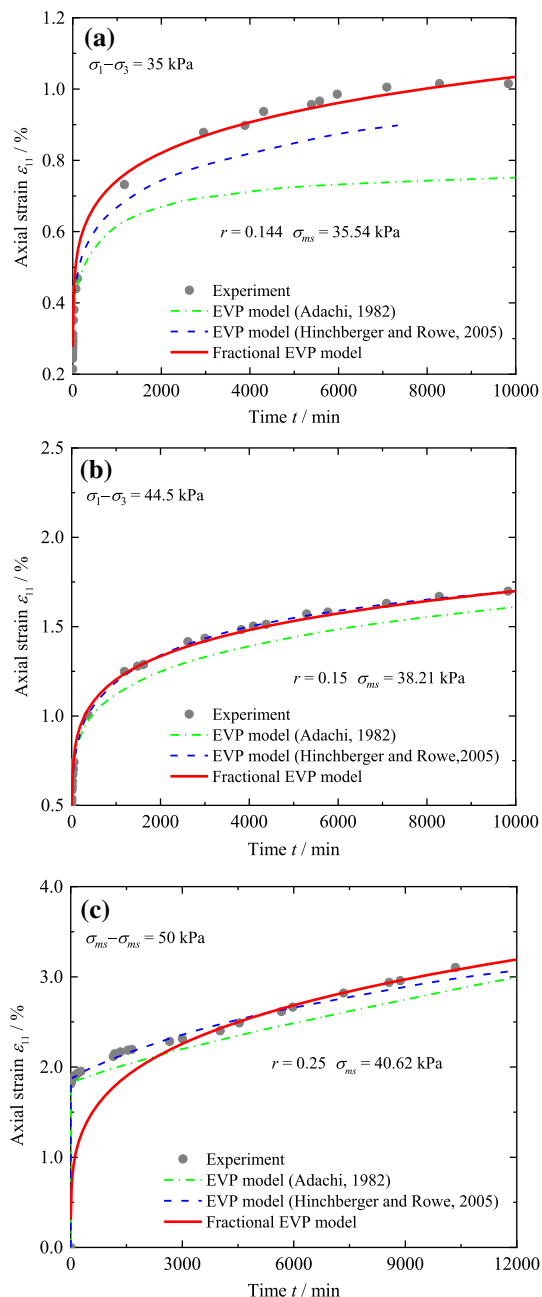 (a)
σ1−σ3 = 35 kPa
1.2
1.0
0.8
0.6
0.4
0.2
Axial strain ε11 / %
r = 0.144 σms = 35.54 kPa
Experiment
EVP model (Adachi, 1982)
EVP model (Hinchberger and Rowe, 2005)
Fractional EVP model
0 2000 4000 6000 8000 10000
Time t / min
(b)
σ1−σ3 = 44.5 kPa
2.5
2.0
1.5
1.0
0.5
Axial strain ε11 / %
r = 0.15 σms = 38.21 kPa
Experiment
EVP model (Adachi, 1982)
EVP model (Hinchberger and Rowe,2005)
Fractional EVP model
0 2000 4000 6000 8000 10000
Time t / min
(c)
σms−σms = 50 kPa
4.0
3.0
2.0
1.0
0.0
Axial strain ε11 / %
r = 0.25 σms = 40.62 kPa
Experiment
EVP model (Adachi, 1982)
EVP model (Hinchberger and Rowe, 2005)
Fractional EVP model
0 3000 6000 9000 12000
Time t / min